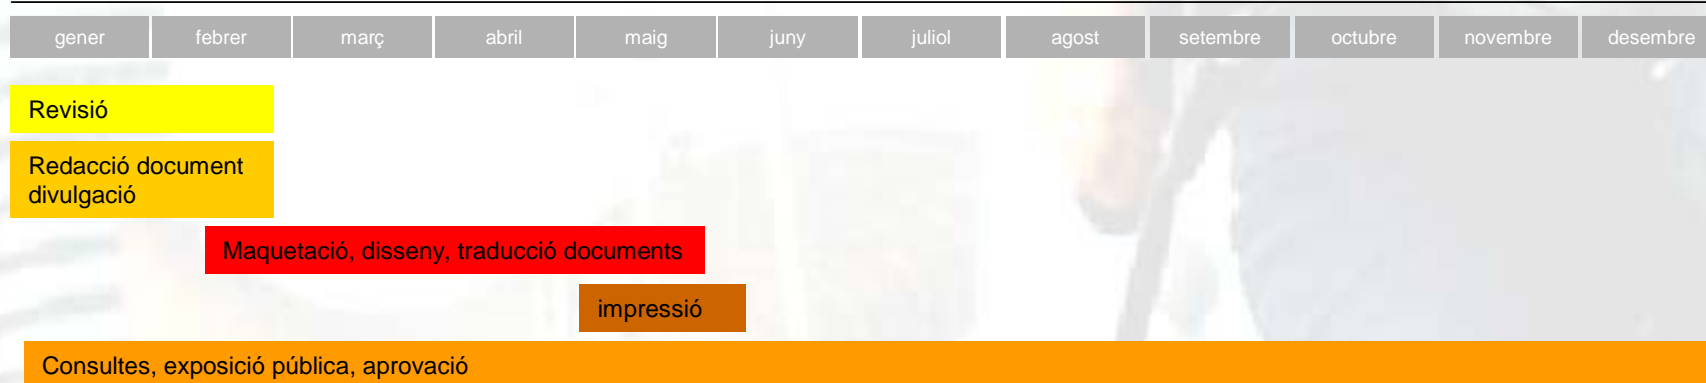 gener febrer març abril maig juny juliol agost setembre octubre novembre desembre
Revisió
Redacció document
divulgació
Maquetació, disseny, traducció documents
impressió
Consultes, exposició pública, aprovació